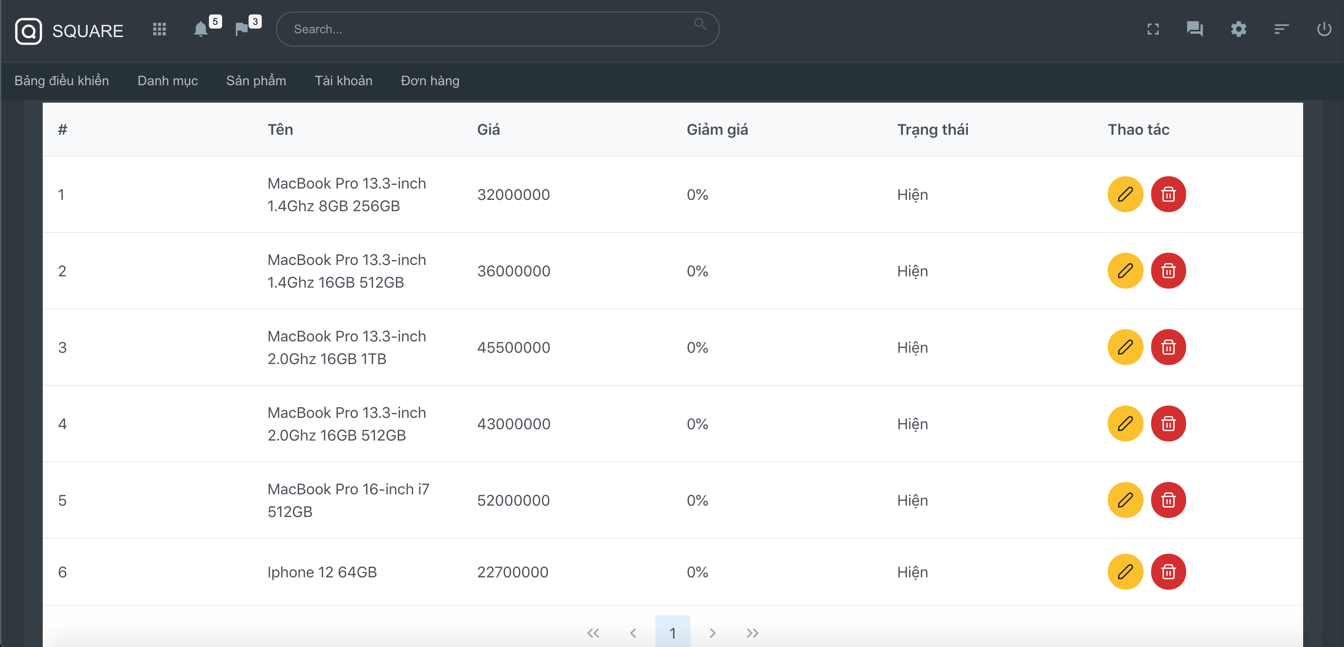 SQUARE
5
3
Search...
Bảng điều khiển Danh mục Sản phẩm Tài khoản Đơn hàng
# Tên Giá Giảm giá Trạng thái Thao tác
1 MacBook Pro 13.3-inch 32000000 0% Hiện
1.4Ghz 8GB 256GB
2 MacBook Pro 13.3-inch 36000000 0% Hiện
1.4Ghz 16GB 512GB
3 MacBook Pro 13.3-inch 45500000 0% Hiện
2.0Ghz 16GB 1TB
4 MacBook Pro 13.3-inch 43000000 0% Hiện
2.0Ghz 16GB 512GB
5 MacBook Pro 16-inch i7 52000000 0% Hiện
512GB
6 Iphone 12 64GB 22700000 0% Hiện
1